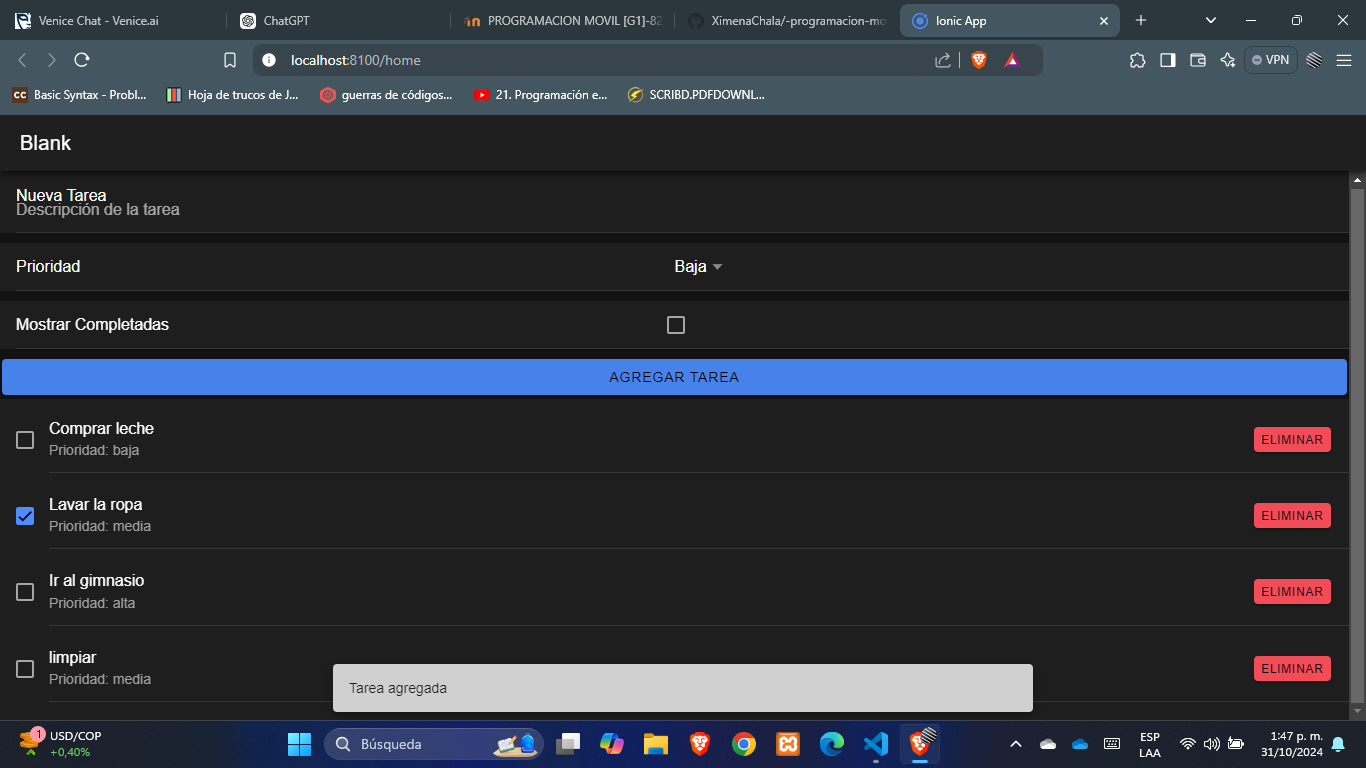 Venice Chat - Venice.ai
ChatGPT
PROGRAMACION MOVIL [G1]-82
XimenaChala/-programacion-mo
Ionic App
localhost:8100/home
VPN
CC Basic Syntax - Probl...
Hoja de trucos de J...
guerras de códigos...
21. Programación e...
SCRIBD.PDFDOWNL...
Blank
Nueva Tarea
Descripción de la tarea
Prioridad
Baja
Mostrar Completadas
AGREGAR TAREA
Comprar leche
Prioridad: baja
ELIMINAR
Lavar la ropa
Prioridad: media
ELIMINAR
Ir al gimnasio
Prioridad: alta
ELIMINAR
limpiar
Prioridad: media
ELIMINAR
Tarea agregada
1
USD/COP
+0,40%
Búsqueda
ESP
LAA
1:47 p. m.
31/10/2024